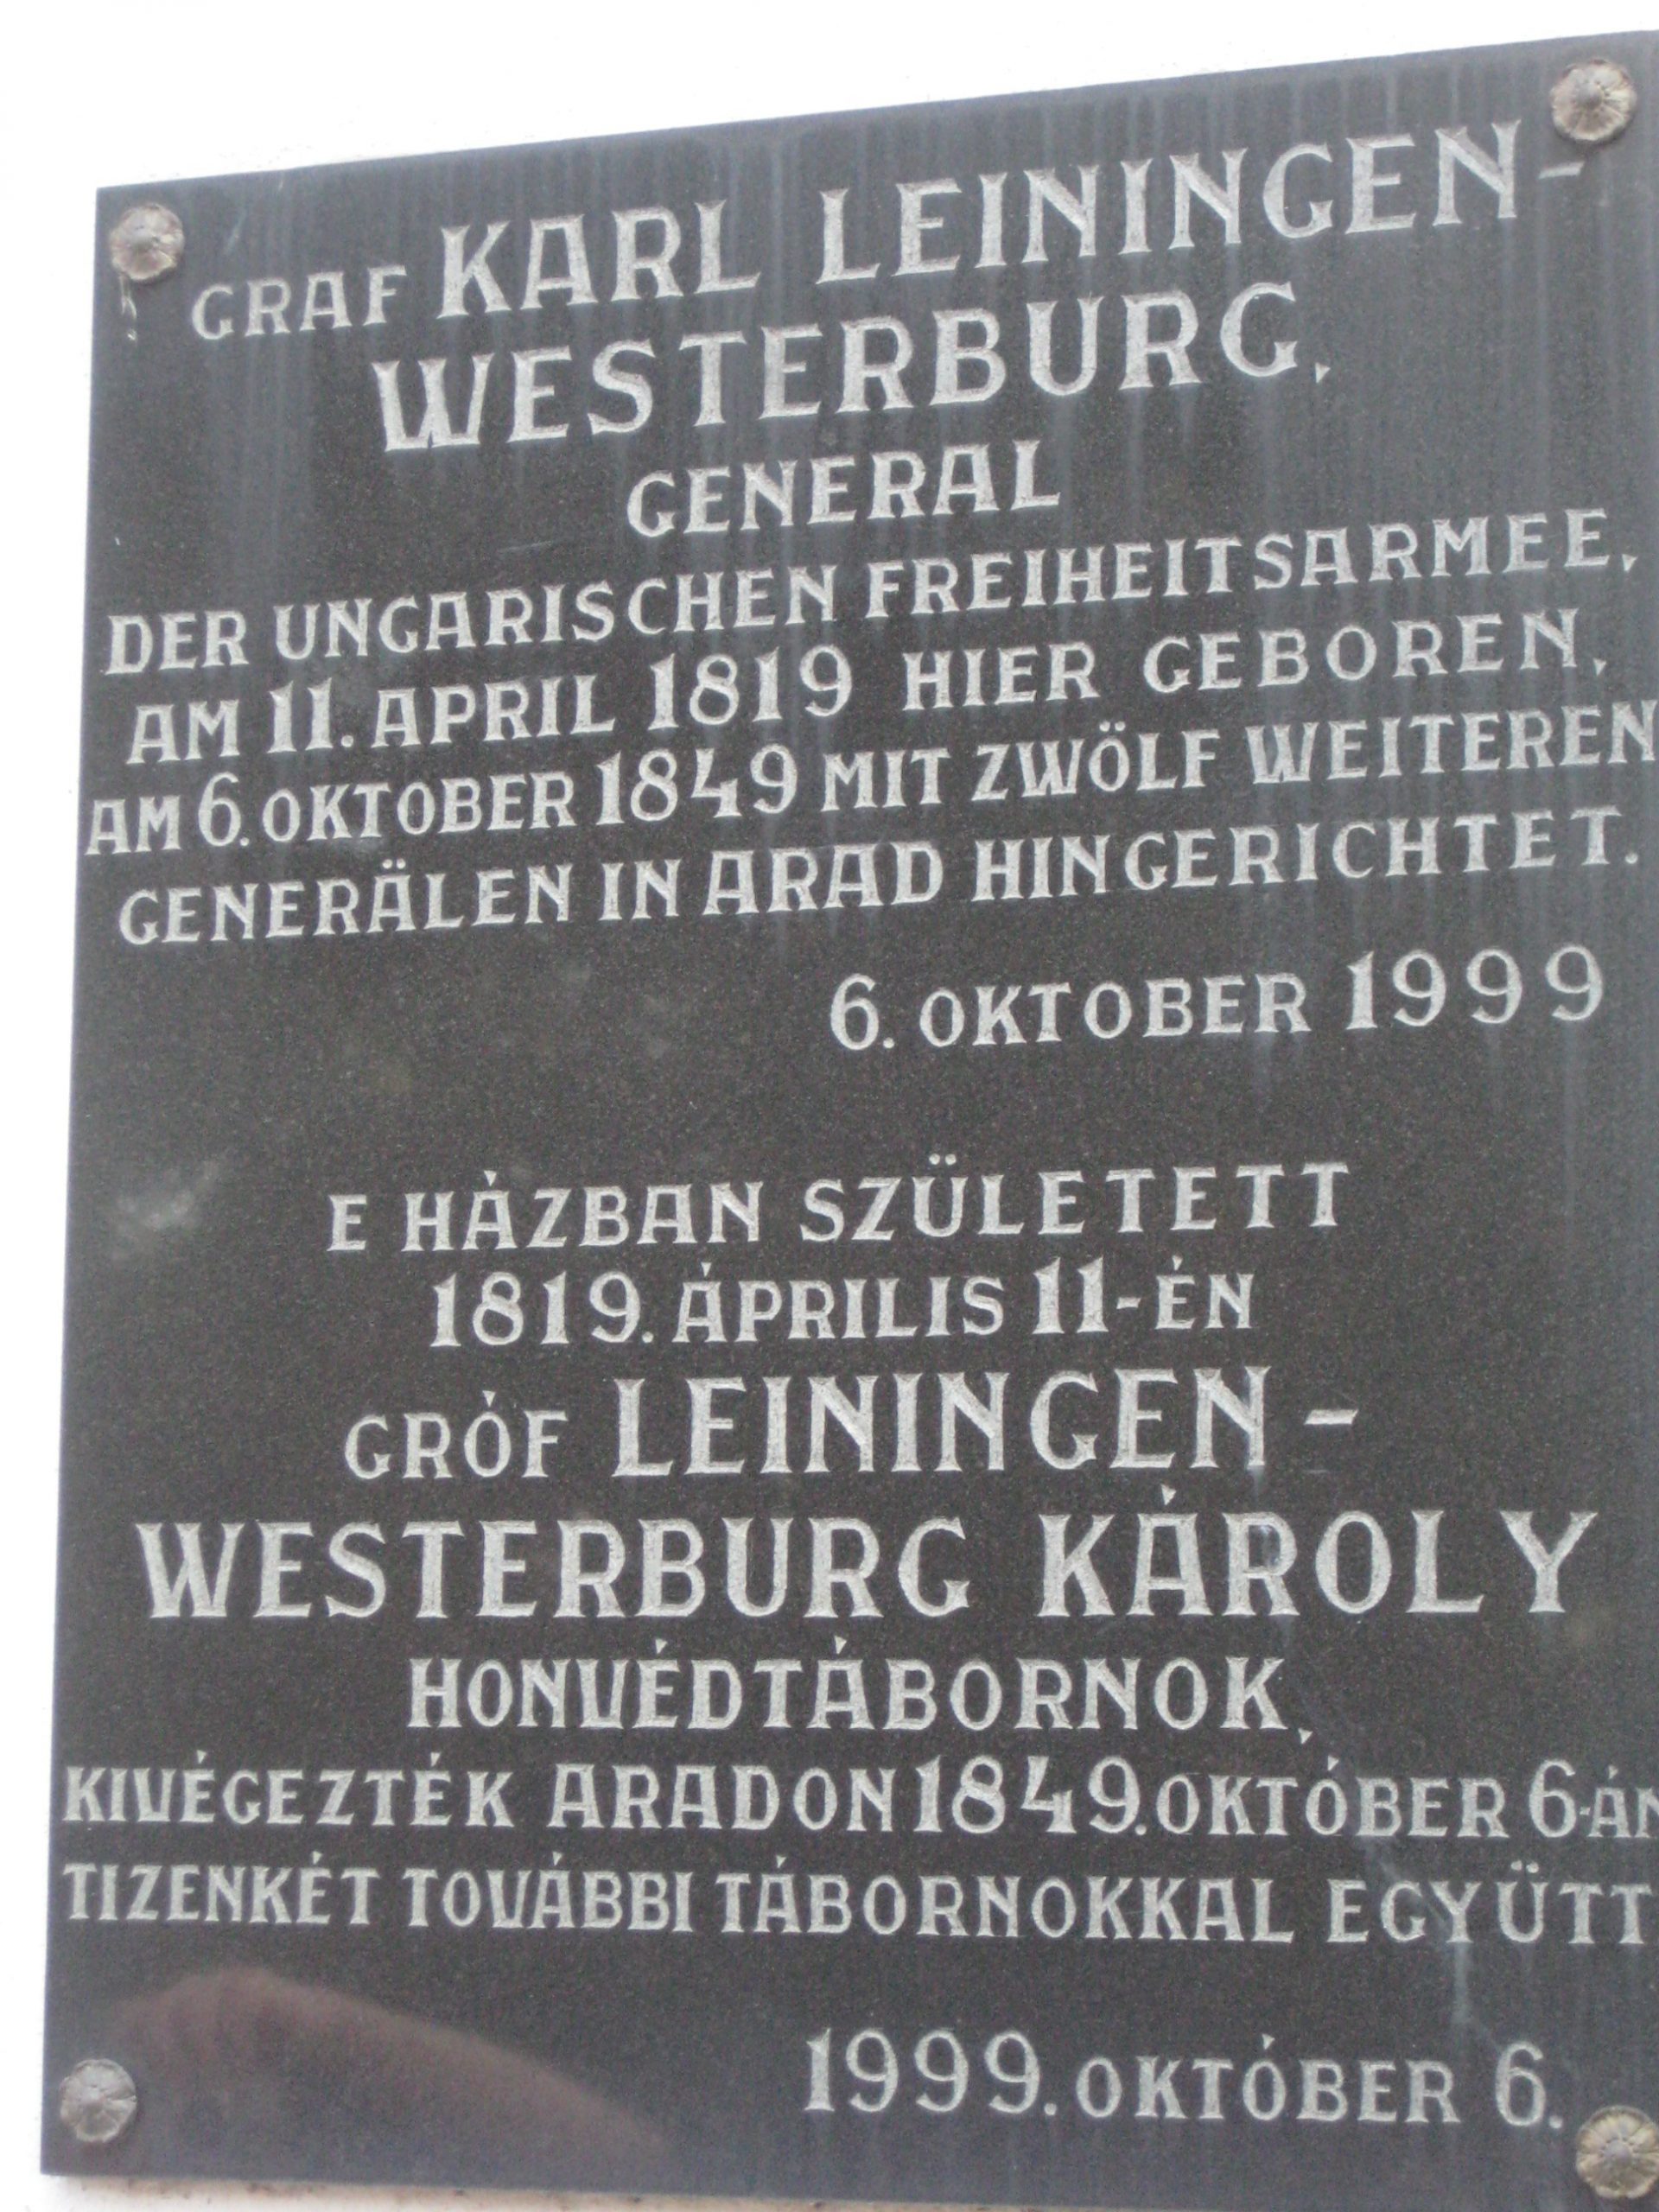 GRAF KARL LEININGEN-
WESTERBURG,
GENERAL
DER UNGARISCHEN FREIHEITSARMEE,
AM 11. APRIL 1819 HIER GEBOREN,
AM 6. OKTOBER 1849 MIT ZWÖLF WEITEREN
GENERÄLEN IN ARAD HINGERICHTET.
6. OKTOBER 1999
E HÁZBAN SZÜLETETT
1819. ÁPRILIS 11-ÉN
GRÓF LEININGEN-
WESTERBURG KÁROLY
HONVÉDTÁBORNOK,
KIVÉGEZTÉK ARADON 1849. OKTÓBER 6-ÁN
TIZENKÉT TOVÁBBI TÁBORNOKKAL EGYÜTT
1999. OKTÓBER 6.